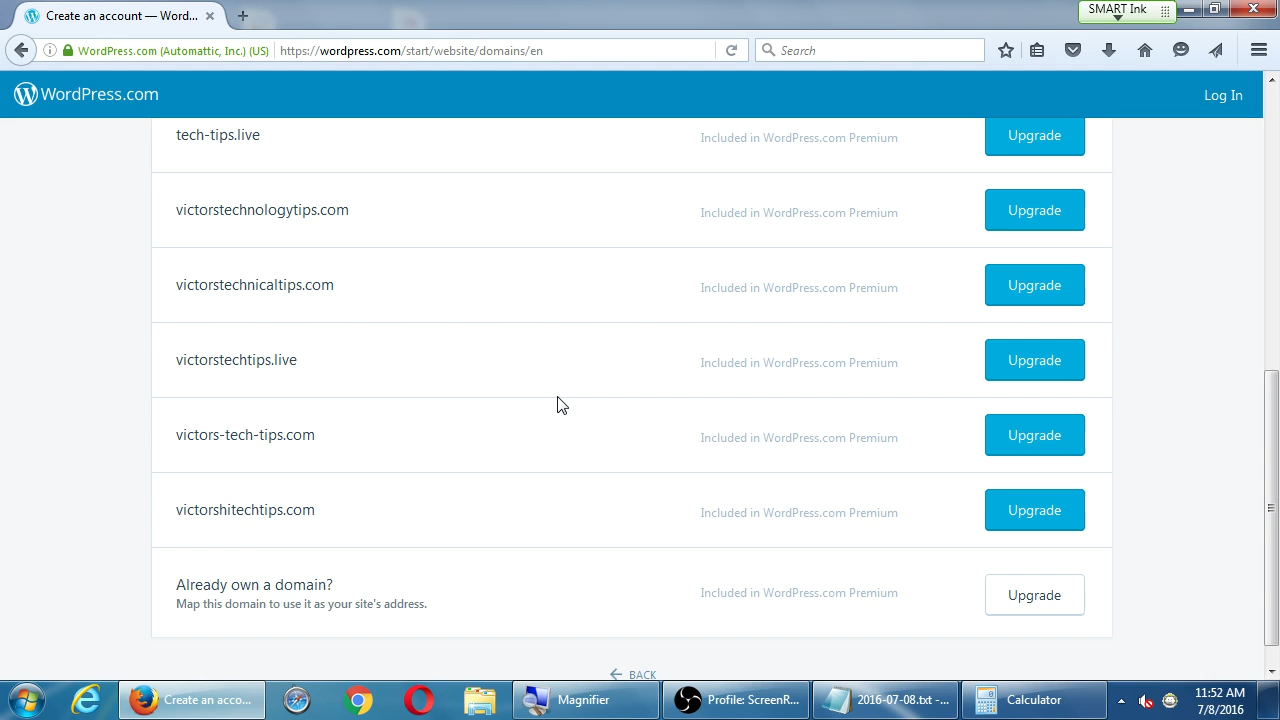 Create an account — Word...
SMART Ink
WordPress.com (Automattic, Inc.) (US)
https://wordpress.com/start/website/domains/en
Search
WordPress.com
Log In
tech-tips.live
Included in WordPress.com Premium
Upgrade
victorstechnologytips.com
Included in WordPress.com Premium
Upgrade
victorstechnicaltips.com
Included in WordPress.com Premium
Upgrade
victorstechtips.live
Included in WordPress.com Premium
Upgrade
victors-tech-tips.com
Included in WordPress.com Premium
Upgrade
victorshitechtips.com
Included in WordPress.com Premium
Upgrade
Already own a domain?
Map this domain to use it as your site's address.
Included in WordPress.com Premium
Upgrade
BACK
Create an acco...
Magnifier
Profile: ScreenR...
2016-07-08.txt -...
Calculator
11:52 AM
7/8/2016